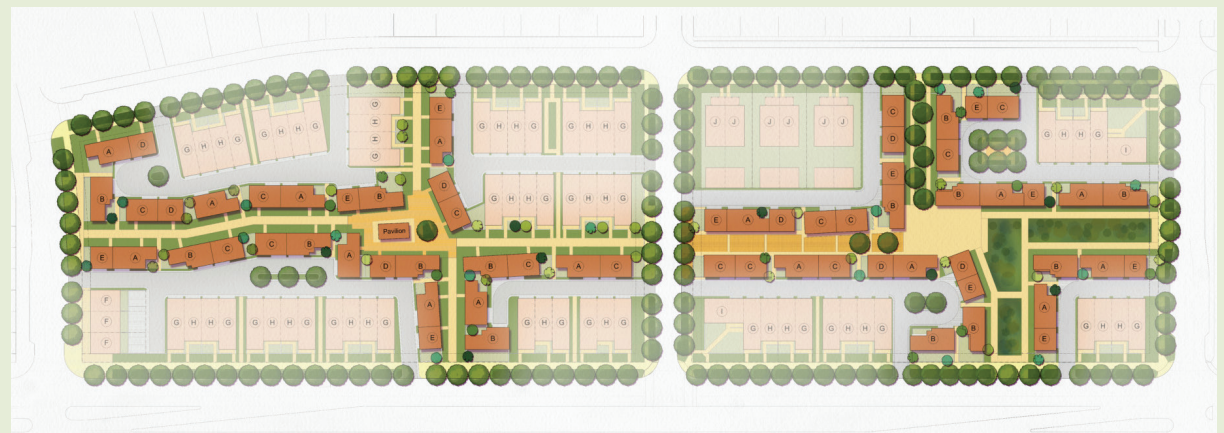 A D
G H H G
G H H G
G H H G
E
A
G H H G
G H H G
B
C D
A
C A
E B
D
C
G H H G
G H H G
Pavilion
E A
B C
C B
A
D B
B C
A C
F
F
F
G H H G
G H H G
G H H G
A
E
A
B
G H H G
G H H G
J J
J J
J J
C
D
E
B
B
C
E C
G H H G
I
E A D
C C
B A E
A B
C C
A C
D A
D
E
B
A E
I
G H H G
G H H G
B
B
A
E
G H H G